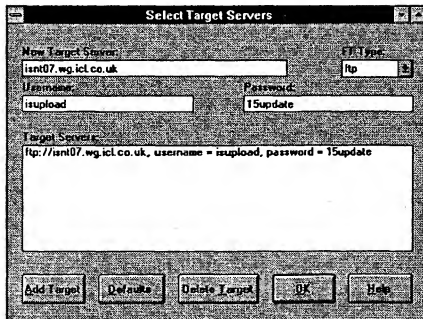 Select Target Servers
New Target Server: FT Type:
isnt07.wg.icl.co.uk ftp
Username: Password:
isupload 15update
Target Servers:
ftp://isnt07.wg.icl.co.uk, username = isupload, password = 15update
Add Target Defaults Delete Target OK Help